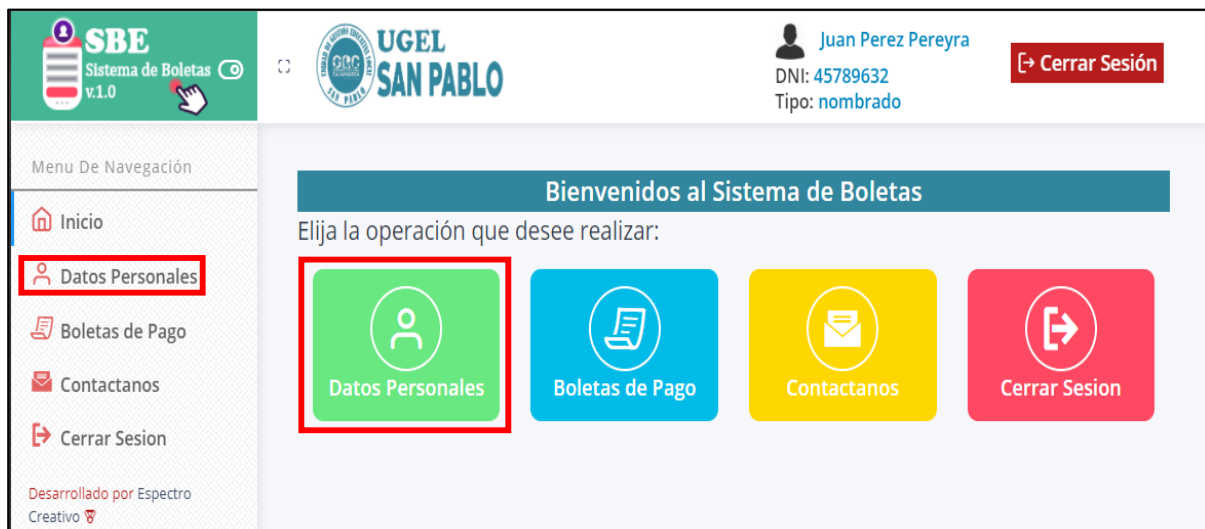 SBE
Sistema de Boletas
v.1.0
UGEL
SAN PABLO
Juan Perez Pereyra
DNI: 45789632
Tipo: nombrado
Cerrar Sesión
Menu De Navegación
Inicio
Datos Personales
Boletas de Pago
Contactanos
Cerrar Sesion
Desarrollado por Espectro
Creativo
Bienvenidos al Sistema de Boletas
Elija la operación que desee realizar:
Datos Personales
Boletas de Pago
Contactanos
Cerrar Sesion